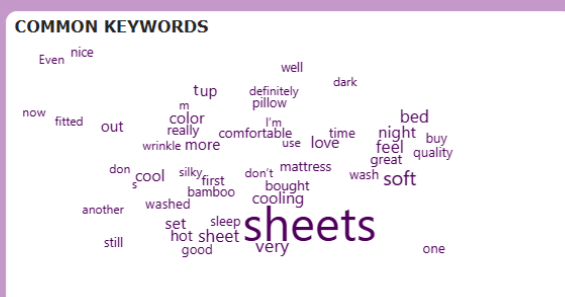 COMMON KEYWORDS
Even nice
well
dark
tup definitely
m pillow
now color I'm
fitted out really comfortable time night bed
wrinkle more use love feel buy
great quality
don cool silky first don't mattress wash soft
s bamboo bought
another washed cooling
set sleep sheets
still hot sheet very one
good